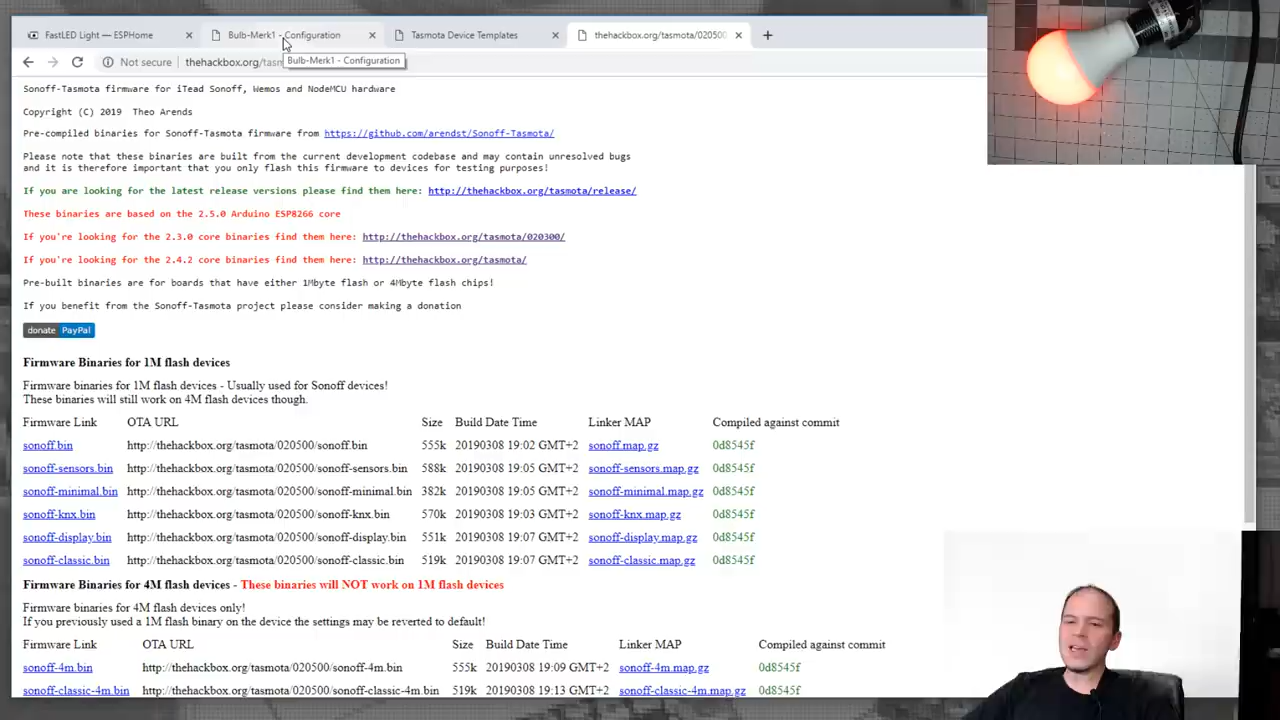 FastLED Light — ESPHome
Bulb-Merk1 - Configuration
Tasmota Device Templates
thehackbox.org/tasmota/020500
Not secure
thehackbox.org/tasm
Bulb-Merk1 - Configuration
Sonoff-Tasmota firmware for iTead Sonoff, Wemos and NodeMCU hardware
Copyright (C) 2019 Theo Arends
Pre-compiled binaries for Sonoff-Tasmota firmware from https://github.com/arendst/Sonoff-Tasmota/
Please note that these binaries are built from the current development codebase and may contain unresolved bugs
and it is therefore important that you only flash this firmware to devices for testing purposes!
If you are looking for the latest release versions please find them here: http://thehackbox.org/tasmota/release/
These binaries are based on the 2.5.0 Arduino ESP8266 core
If you're looking for the 2.3.0 core binaries find them here: http://thehackbox.org/tasmota/020300/
If you're looking for the 2.4.2 core binaries find them here: http://thehackbox.org/tasmota/
Pre-built binaries are for boards that have either 1Mbyte flash or 4Mbyte flash chips!
If you benefit from the Sonoff-Tasmota project please consider making a donation
donate PayPal
Firmware Binaries for 1M flash devices
Firmware binaries for 1M flash devices - Usually used for Sonoff devices!
These binaries will still work on 4M flash devices though.
Firmware Link OTA URL Size Build Date Time Linker MAP Compiled against commit
sonoff.bin http://thehackbox.org/tasmota/020500/sonoff.bin 555k 20190308 19:02 GMT+2 sonoff.map.gz 0d8545f
sonoff-sensors.bin http://thehackbox.org/tasmota/020500/sonoff-sensors.bin 588k 20190308 19:05 GMT+2 sonoff-sensors.map.gz 0d8545f
sonoff-minimal.bin http://thehackbox.org/tasmota/020500/sonoff-minimal.bin 382k 20190308 19:05 GMT+2 sonoff-minimal.map.gz 0d8545f
sonoff-knx.bin http://thehackbox.org/tasmota/020500/sonoff-knx.bin 570k 20190308 19:03 GMT+2 sonoff-knx.map.gz 0d8545f
sonoff-display.bin http://thehackbox.org/tasmota/020500/sonoff-display.bin 551k 20190308 19:07 GMT+2 sonoff-display.map.gz 0d8545f
sonoff-classic.bin http://thehackbox.org/tasmota/020500/sonoff-classic.bin 519k 20190308 19:07 GMT+2 sonoff-classic.map.gz 0d8545f
Firmware Binaries for 4M flash devices - These binaries will NOT work on 1M flash devices
Firmware binaries for 4M flash devices only!
If you previously used a 1M flash binary on the device the settings may be reverted to default!
Firmware Link OTA URL Size Build Date Time Linker MAP Compiled against commit
sonoff-4m.bin http://thehackbox.org/tasmota/020500/sonoff-4m.bin 555k 20190308 19:09 GMT+2 sonoff-4m.map.gz 0d8545f
sonoff-classic-4m.bin http://thehackbox.org/tasmota/020500/sonoff-classic-4m.bin 519k 20190308 19:13 GMT+2 sonoff-classic-4m.map.gz 0d8545f